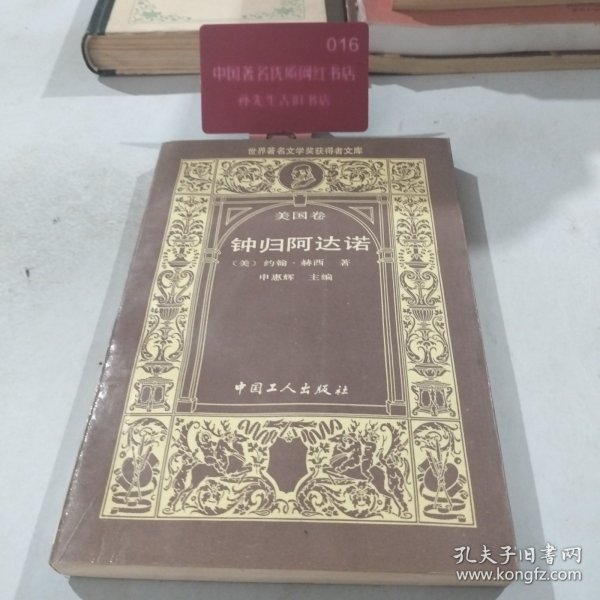 016
中国著名优质网红书店
孙先生古旧书店
世界著名文学奖获得者文库
美国卷
钟归阿达诺
（美）约翰·赫西 著
申惠辉 主编
中国工人出版社
孔夫子旧书网
www.kongfz.com